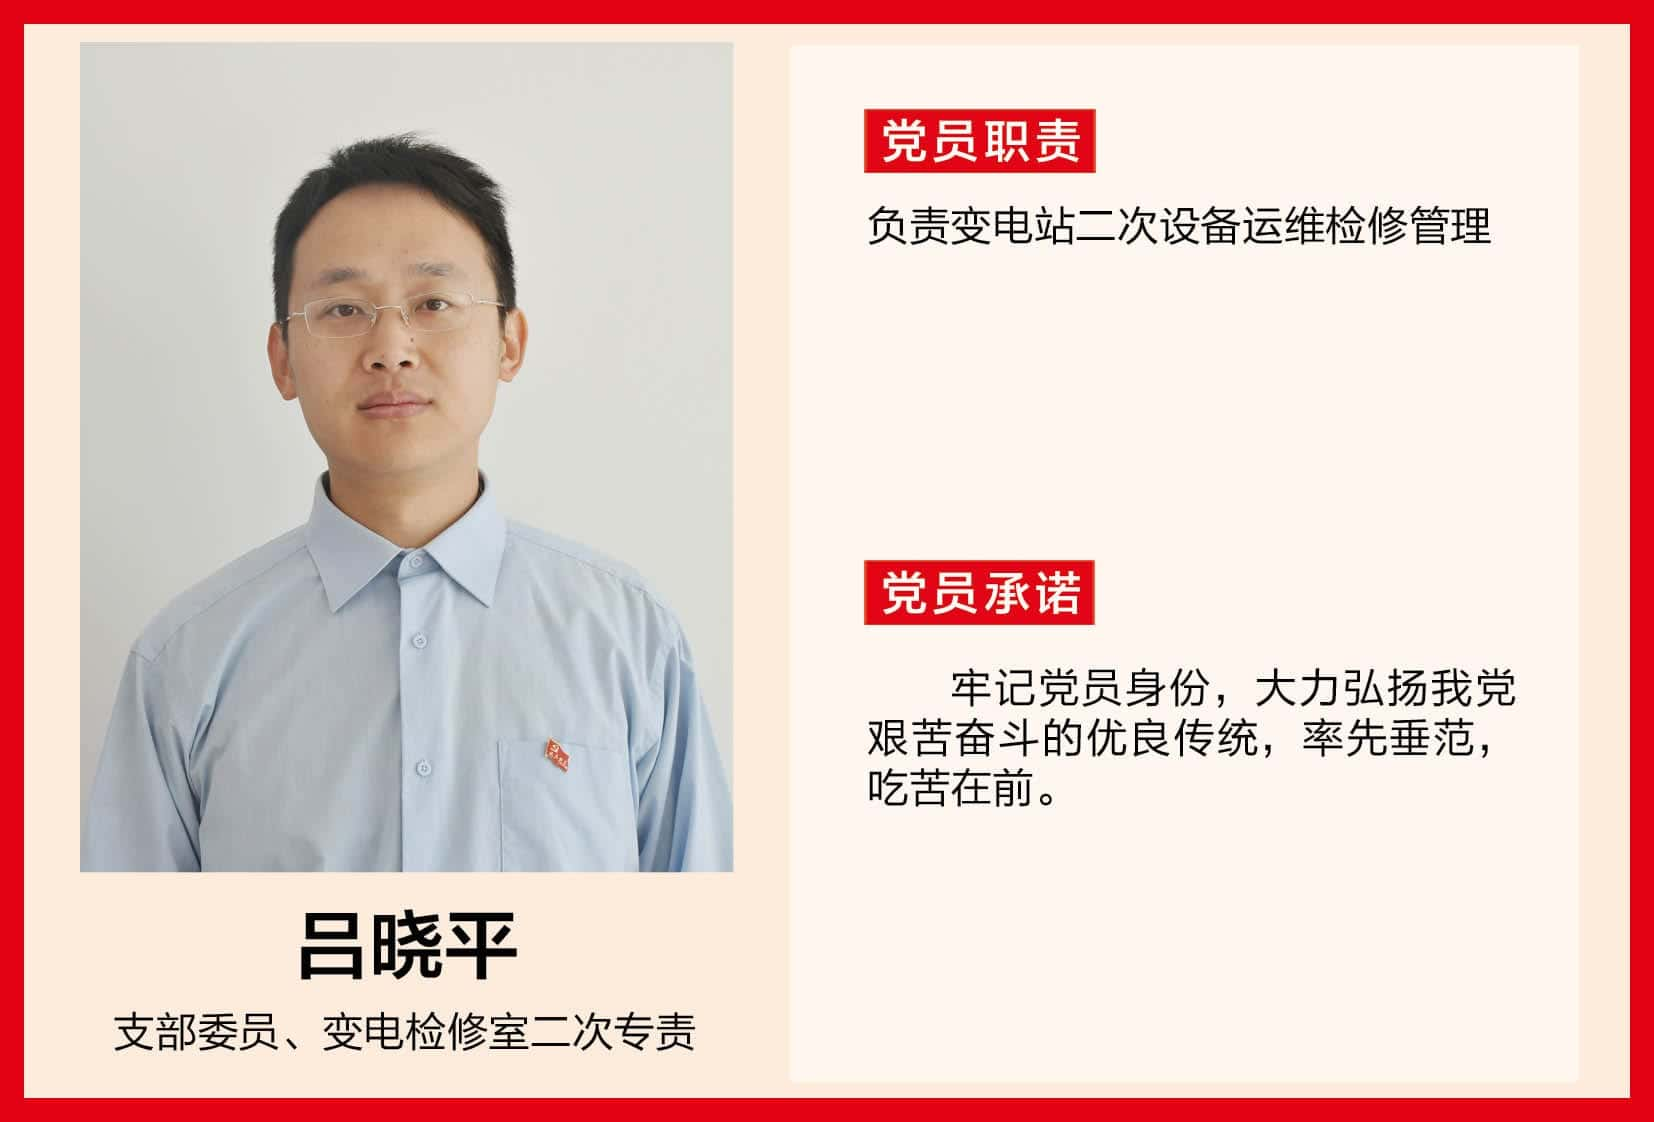 党员职责
负责变电站二次设备运维检修管理
党员承诺
牢记党员身份，大力弘扬我党
艰苦奋斗的优良传统，率先垂范，
吃苦在前。
吕晓平
支部委员、变电检修室二次专责